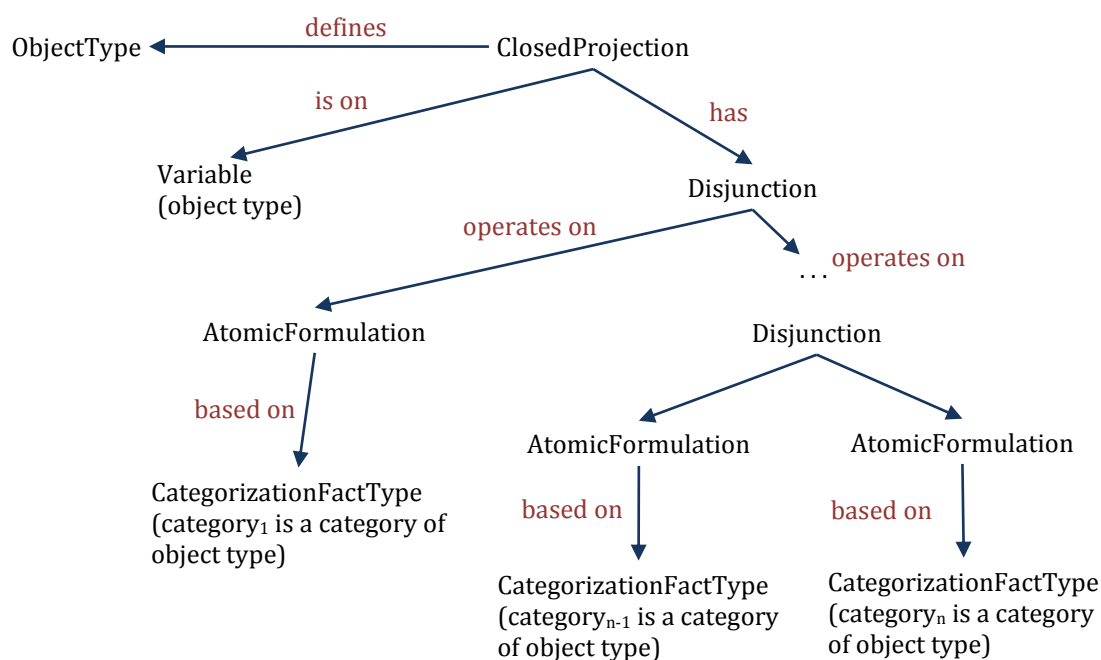 defines
ObjectType
ClosedProjection
is on
has
Variable
(object type)
Disjunction
operates on
operates on
...
AtomicFormulation
Disjunction
based on
AtomicFormulation
AtomicFormulation
CategorizationFactType
(category₁ is a category of
object type)
based on
based on
CategorizationFactType
(categoryₙ₋₁ is a category
of object type)
CategorizationFactType
(categoryₙ is a category
of object type)